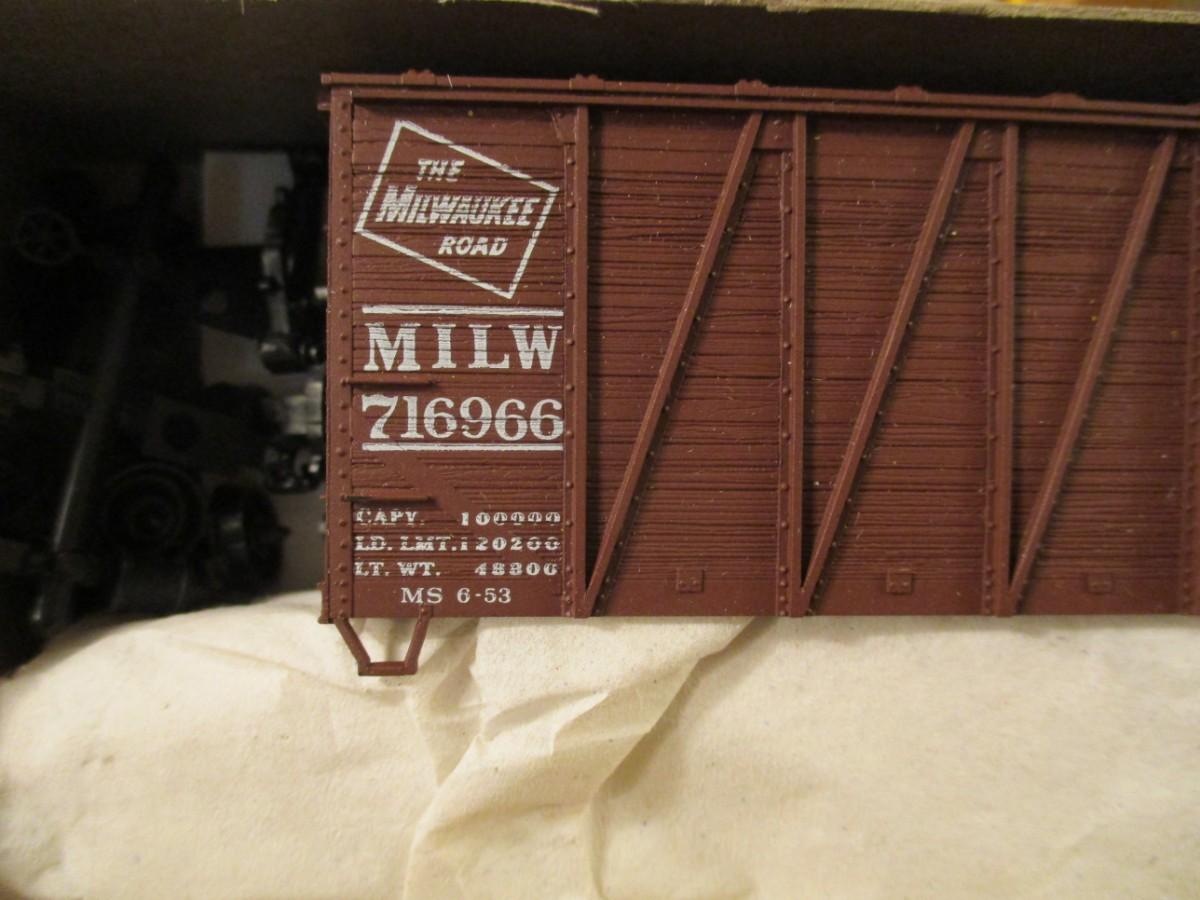 THE
MILWAUKEE
ROAD
MILW
716966
CAPY. 100000
LD. LMT. 120200
LT. WT. 48800
MS 6-53